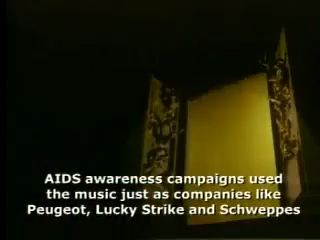 AIDS awareness campaigns used
the music just as companies like
Peugeot, Lucky Strike and Schweppes